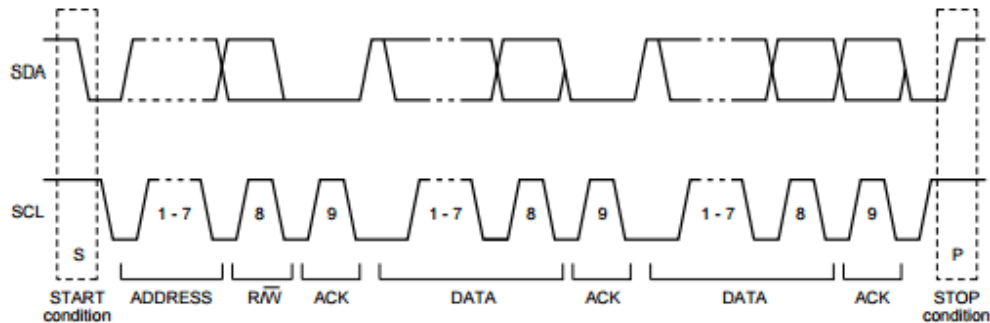 SDA
SCL
1 - 7 8 9 1 - 7 8 9 1 - 7 8 9
S P
START ADDRESS R/W̅ ACK DATA ACK DATA ACK STOP
condition condition